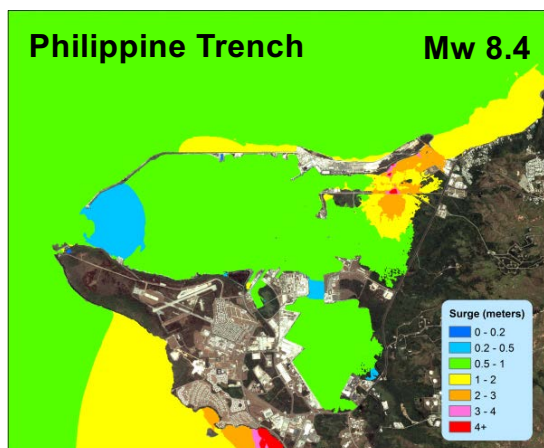 Philippine Trench Mw 8.4
Surge (meters)
0 - 0.2
0.2 - 0.5
0.5 - 1
1 - 2
2 - 3
3 - 4
4+